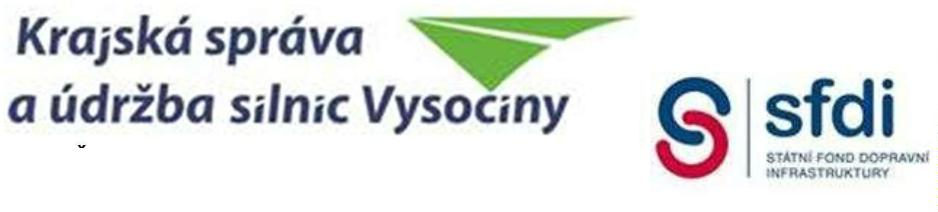 Krajská správa
a údržba silnic Vysočiny
sfdi
STÁTNÍ FOND DOPRAVNÍ
INFRASTRUKTURY